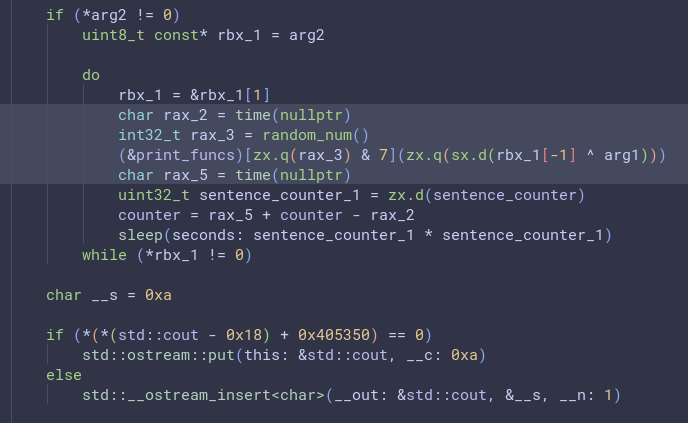 if (*arg2 != 0)
uint8_t const* rbx_1 = arg2
do
rbx_1 = &rbx_1[1]
char rax_2 = time(nullptr)
int32_t rax_3 = random_num()
(&print_funcs)[zx.q(rax_3) & 7](zx.q(sx.d(rbx_1[-1] ^ arg1)))
char rax_5 = time(nullptr)
uint32_t sentence_counter_1 = zx.d(sentence_counter)
counter = rax_5 + counter - rax_2
sleep(seconds: sentence_counter_1 * sentence_counter_1)
while (*rbx_1 != 0)
char __s = 0xa
if (*(*(std::cout - 0x18) + 0x405350) == 0)
std::ostream::put(this: &std::cout, __c: 0xa)
else
std::__ostream_insert<char>(__out: &std::cout, &__s, __n: 1)